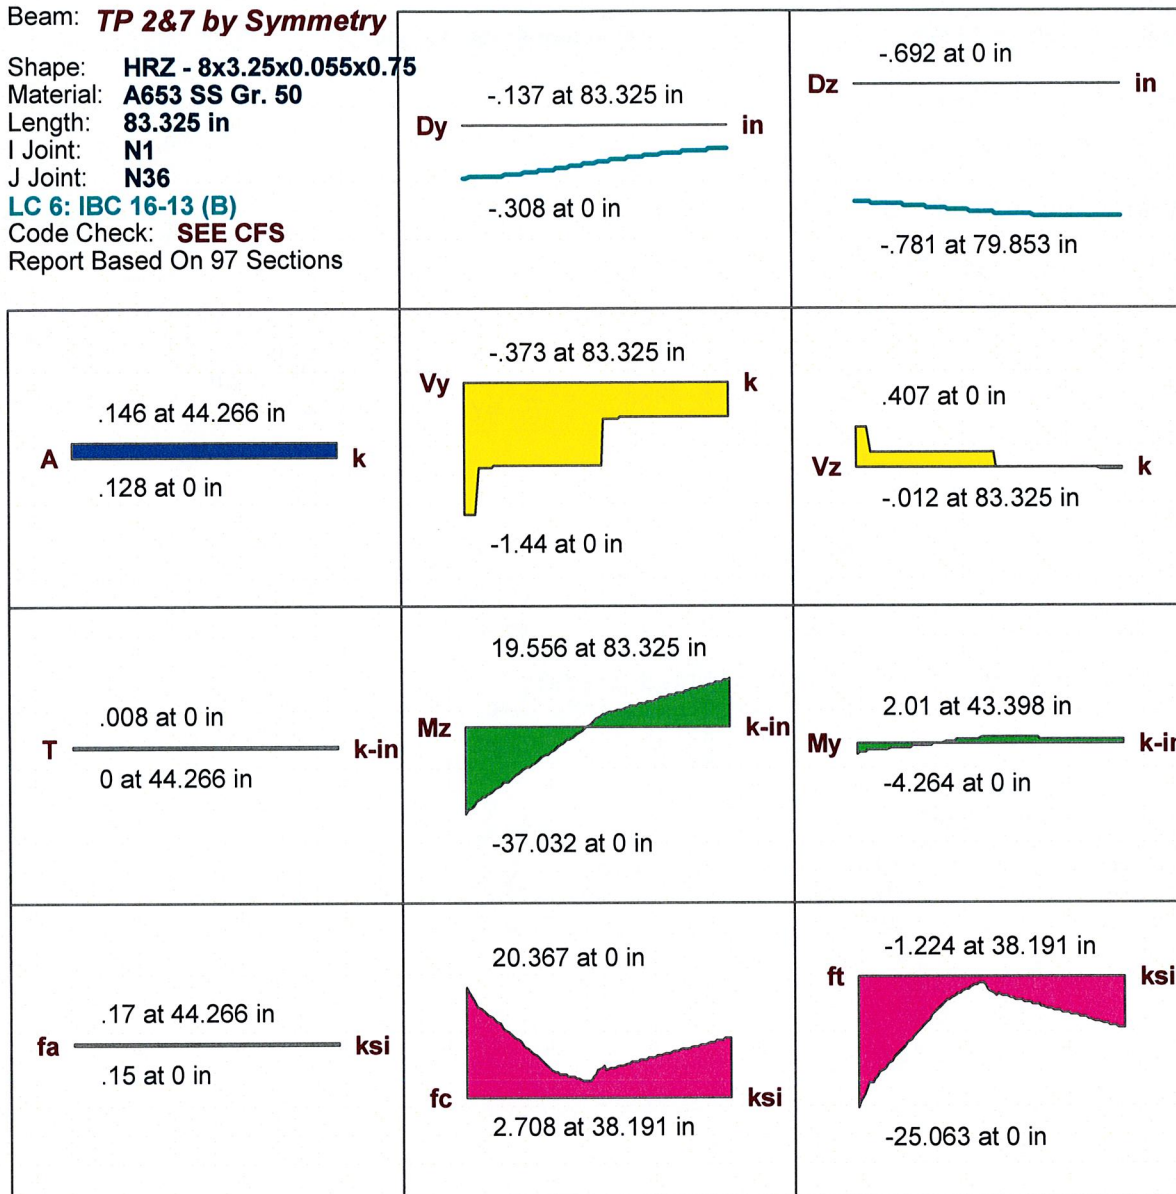 Beam: TP 2&7 by Symmetry
Shape: HRZ - 8x3.25x0.055x0.75
Material: A653 SS Gr. 50
Length: 83.325 in
I Joint: N1
J Joint: N36
LC 6: IBC 16-13 (B)
Code Check: SEE CFS
Report Based On 97 Sections
-.137 at 83.325 in
Dy in
-.308 at 0 in
-.692 at 0 in
Dz in
-.781 at 79.853 in
.146 at 44.266 in
A k
.128 at 0 in
-.373 at 83.325 in
Vy k
-1.44 at 0 in
.407 at 0 in
Vz k
-.012 at 83.325 in
.008 at 0 in
T k-in
0 at 44.266 in
19.556 at 83.325 in
Mz k-in
-37.032 at 0 in
2.01 at 43.398 in
My k-in
-4.264 at 0 in
.17 at 44.266 in
fa ksi
.15 at 0 in
20.367 at 0 in
fc ksi
2.708 at 38.191 in
-1.224 at 38.191 in
ft ksi
-25.063 at 0 in